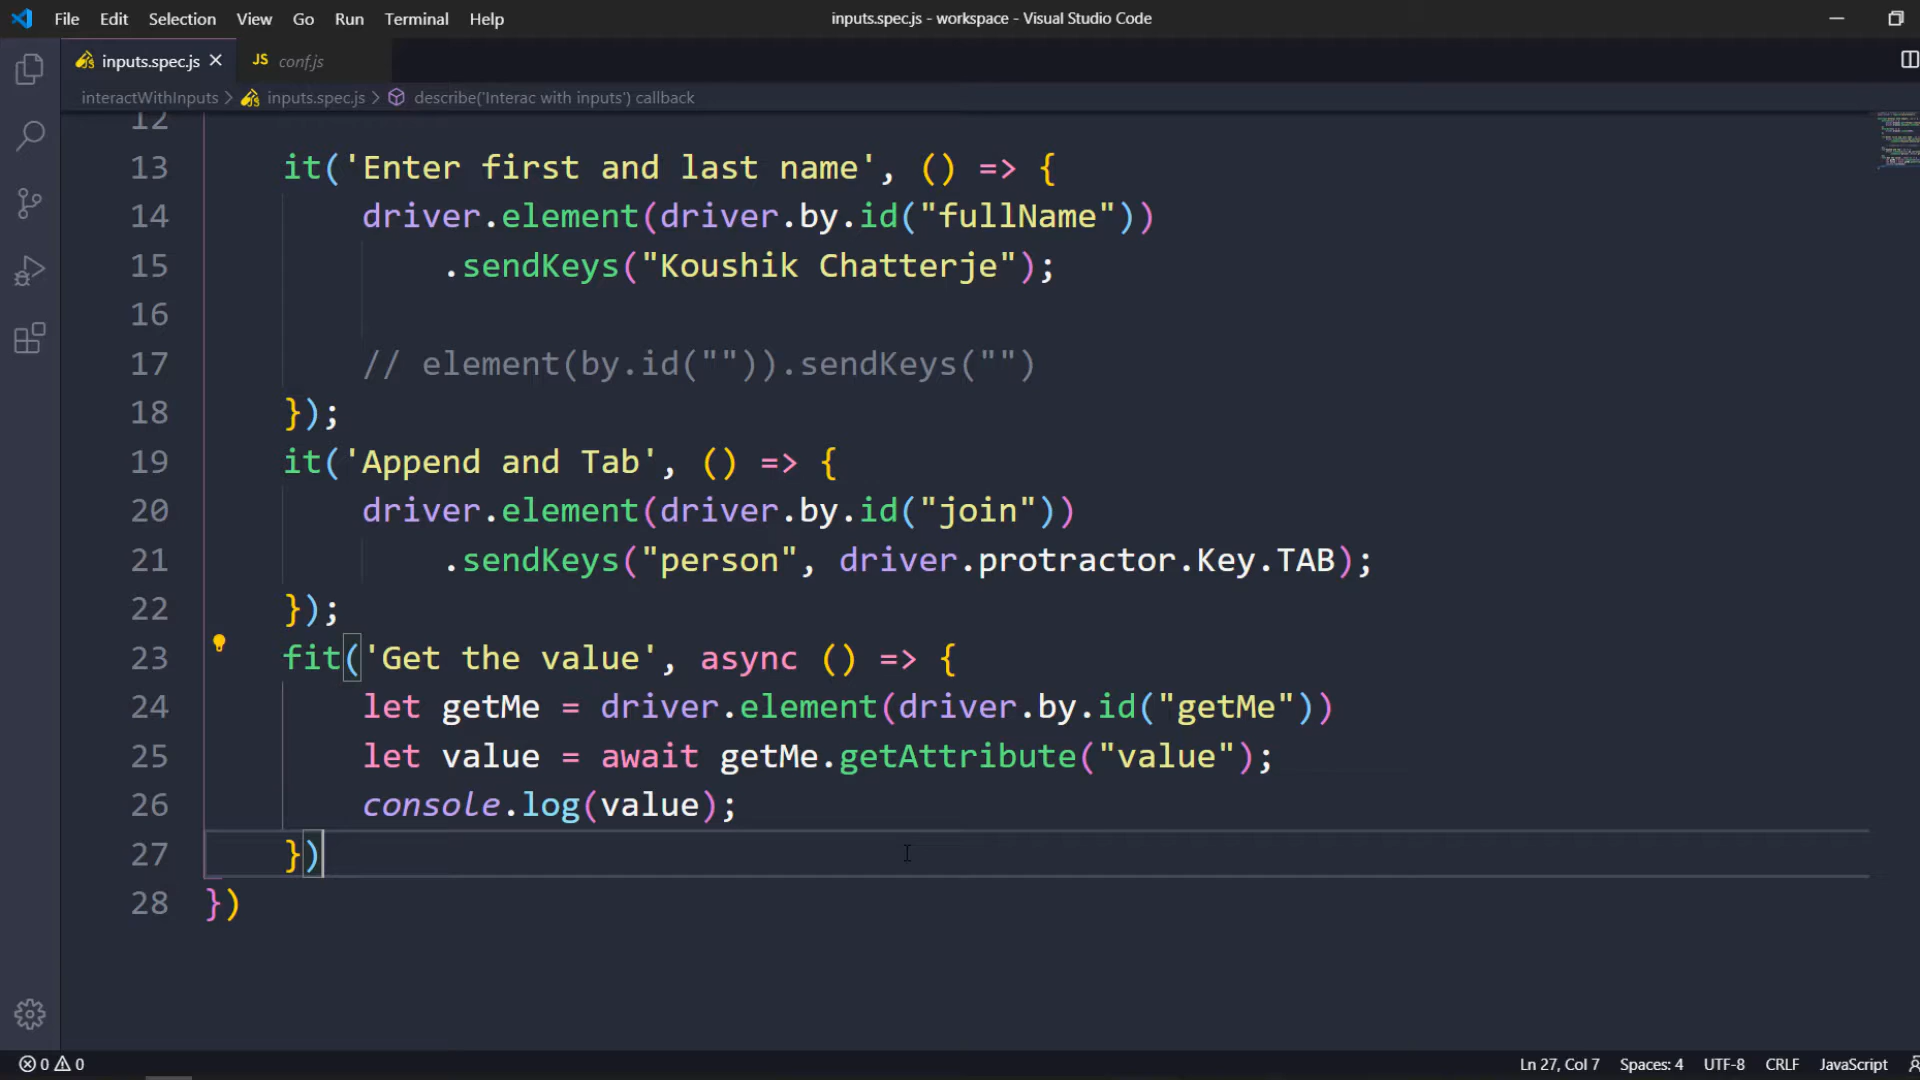 File Edit Selection View Go Run Terminal Help
inputs.spec.js - workspace - Visual Studio Code
inputs.spec.js
JS conf.js
interactWithInputs > inputs.spec.js > describe('Interac with inputs') callback
12
13 it('Enter first and last name', () => {
14 driver.element(driver.by.id("fullName"))
15 .sendKeys("Koushik Chatterje");
16
17 // element(by.id("")).sendKeys("")
18 });
19 it('Append and Tab', () => {
20 driver.element(driver.by.id("join"))
21 .sendKeys("person", driver.protractor.Key.TAB);
22 });
23 fit('Get the value', async () => {
24 let getMe = driver.element(driver.by.id("getMe"))
25 let value = await getMe.getAttribute("value");
26 console.log(value);
27 })
28 })
0 0 Ln 27, Col 7 Spaces: 4 UTF-8 CRLF JavaScript